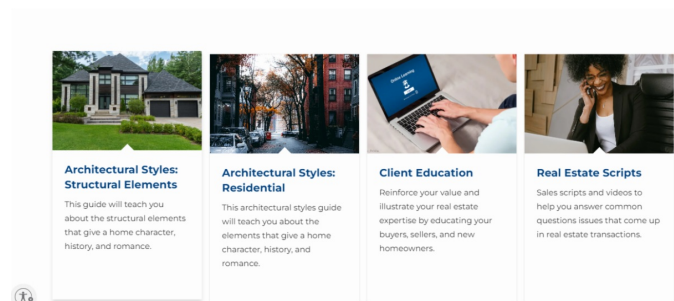 Online Learning
Architectural Styles:
Structural Elements
This guide will teach you
about the structural elements
that give a home character,
history, and romance.
Architectural Styles:
Residential
This architectural styles guide
will teach you about the
elements that give a home
character, history, and
romance.
Client Education
Reinforce your value and
illustrate your real estate
expertise by educating your
buyers, sellers, and new
homeowners.
Real Estate Scripts
Sales scripts and videos to
help you answer common
questions issues that come up
in real estate transactions.